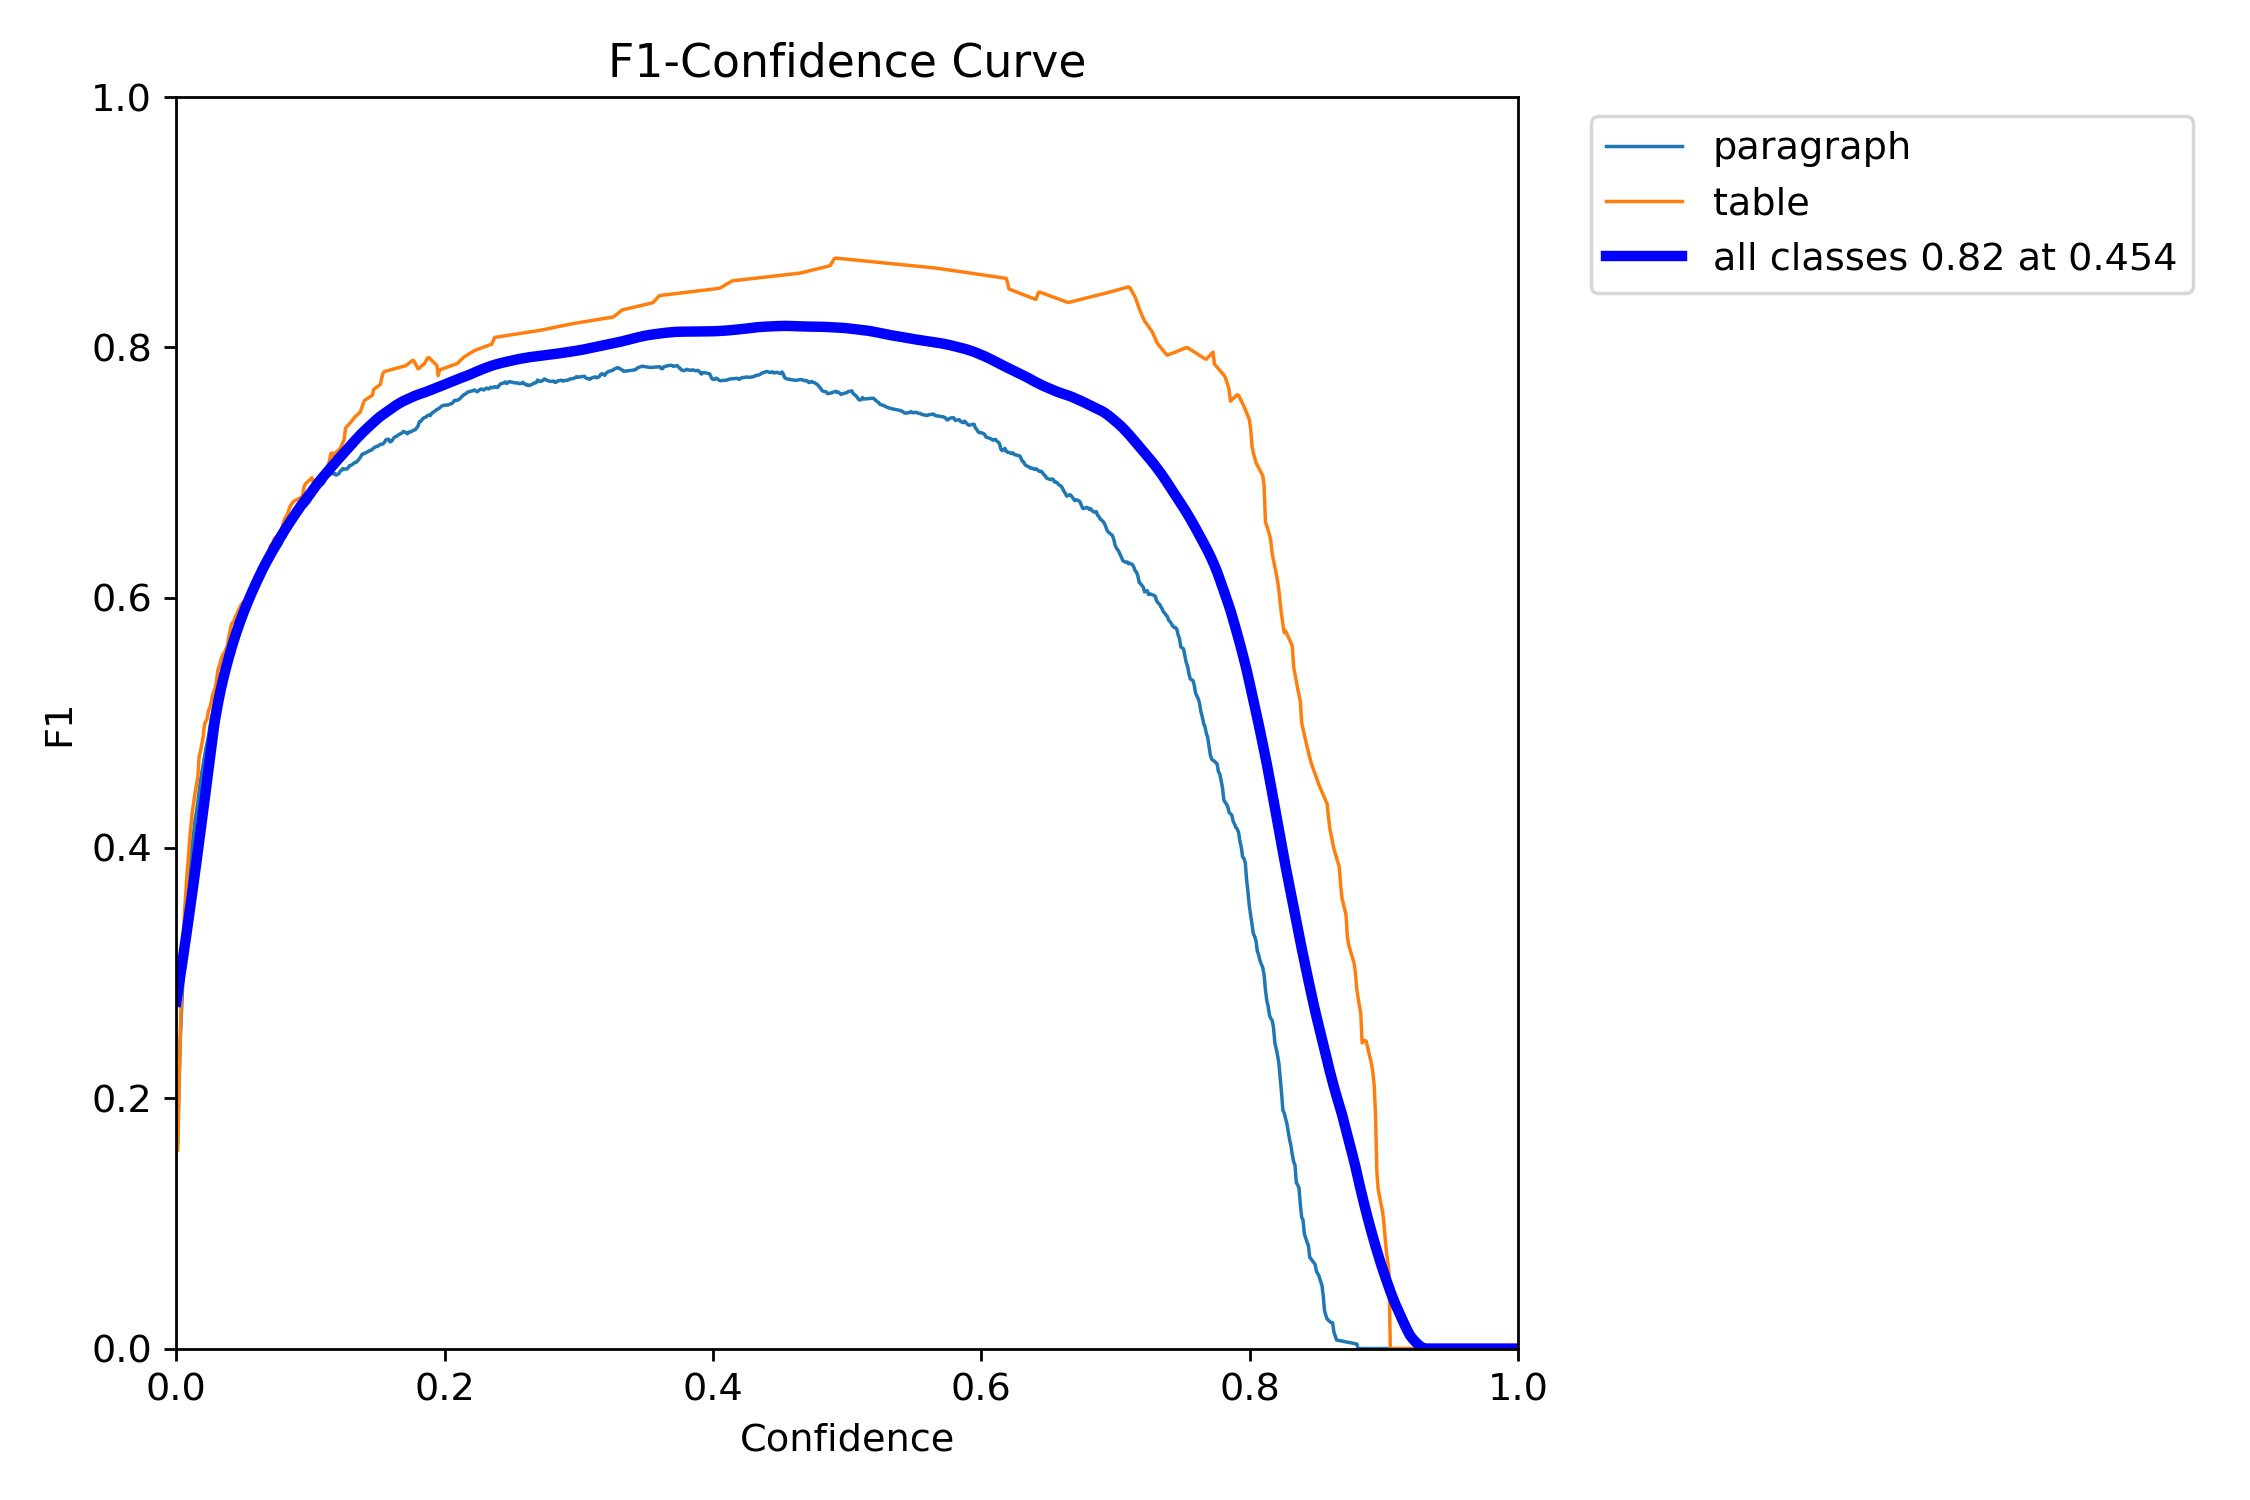 F1-Confidence Curve
1.0
0.8
0.6
0.4
0.2
0.0
F1
0.0 0.2 0.4 0.6 0.8 1.0
Confidence
paragraph
table
all classes 0.82 at 0.454